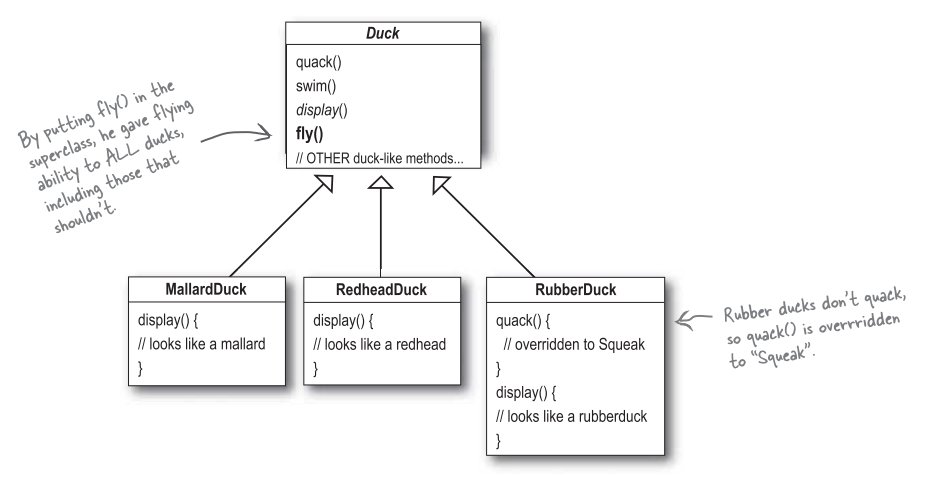 Duck
quack()
swim()
display()
fly()
// OTHER duck-like methods...
By putting fly() in the
superclass, he gave flying
ability to ALL ducks,
including those that
shouldn't.
MallardDuck
display() {
// looks like a mallard
}
RedheadDuck
display() {
// looks like a redhead
}
RubberDuck
quack() {
// overridden to Squeak
}
display() {
// looks like a rubberduck
}
Rubber ducks don't quack,
so quack() is overrridden
to "Squeak".